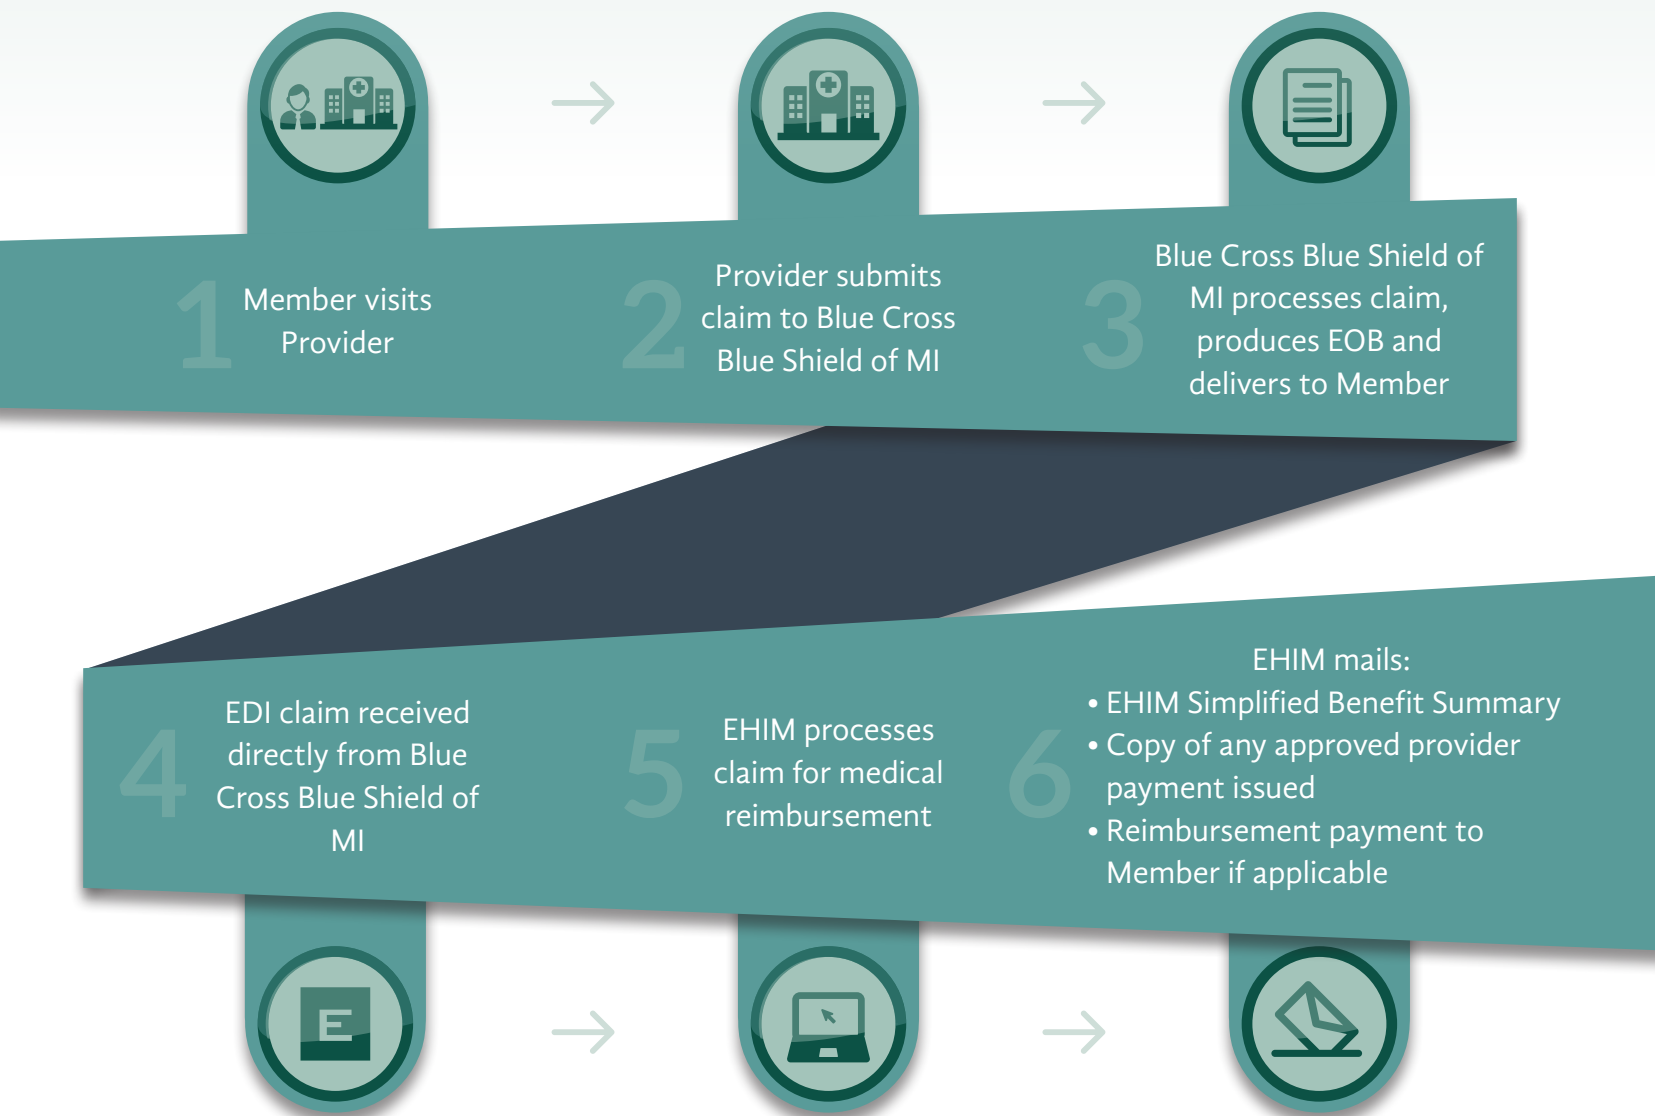 1
Member visits
Provider
2
Provider submits
claim to Blue Cross
Blue Shield of MI
3
Blue Cross Blue Shield of
MI processes claim,
produces EOB and
delivers to Member
4
EDI claim received
directly from Blue
Cross Blue Shield of
MI
5
EHIM processes
claim for medical
reimbursement
6
EHIM mails:
• EHIM Simplified Benefit Summary
• Copy of any approved provider
payment issued
• Reimbursement payment to
Member if applicable
E